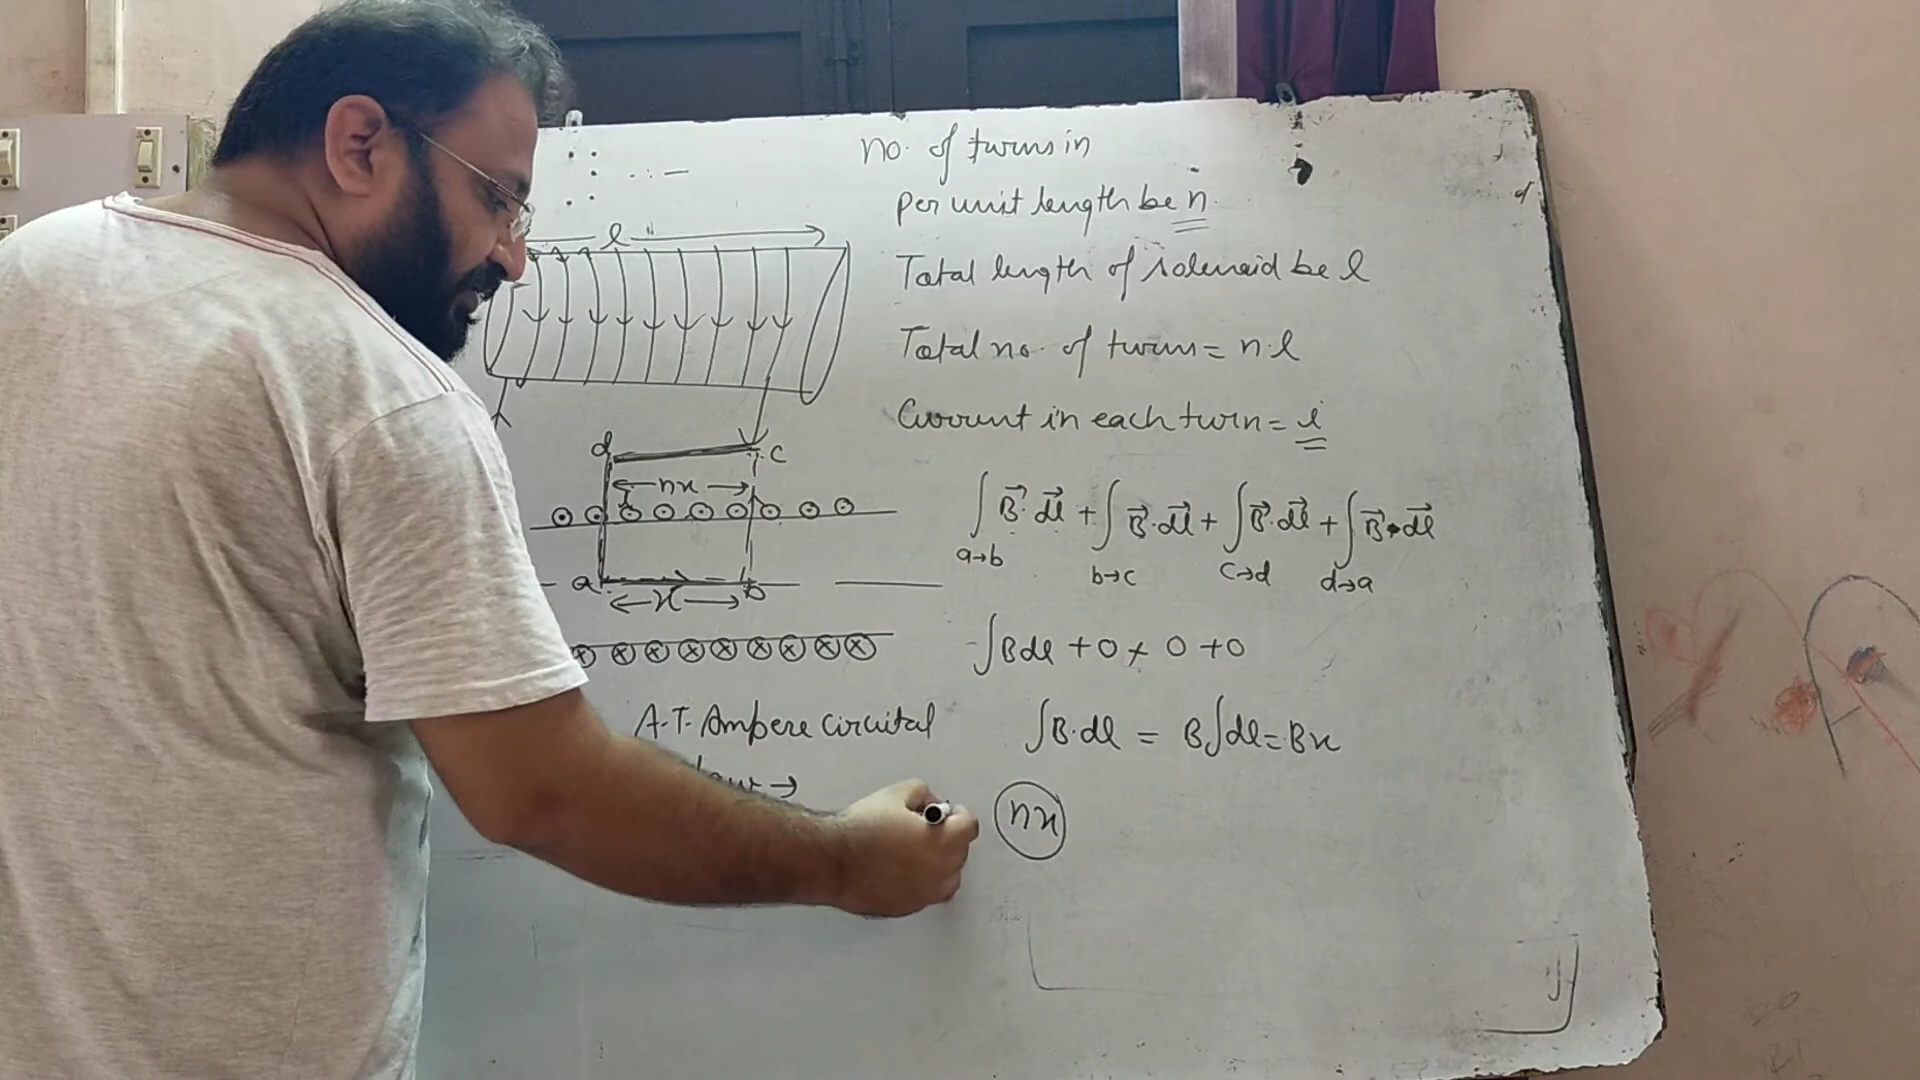 no. of turns in
per unit length be n.
l
Total length of solenoid be l
Total no. of turns = n.l
Current in each turn = i
d c
nx
a b
x
∫ B⃗.dl⃗ + ∫ B⃗.dl⃗ + ∫ B⃗.dl⃗ + ∫ B⃗.dl⃗
a→b b→c c→d d→a
∫Bdl + 0 + 0 + 0
A.T. Ampere circuital
law →
∫B.dl = B∫dl = Bx
nx